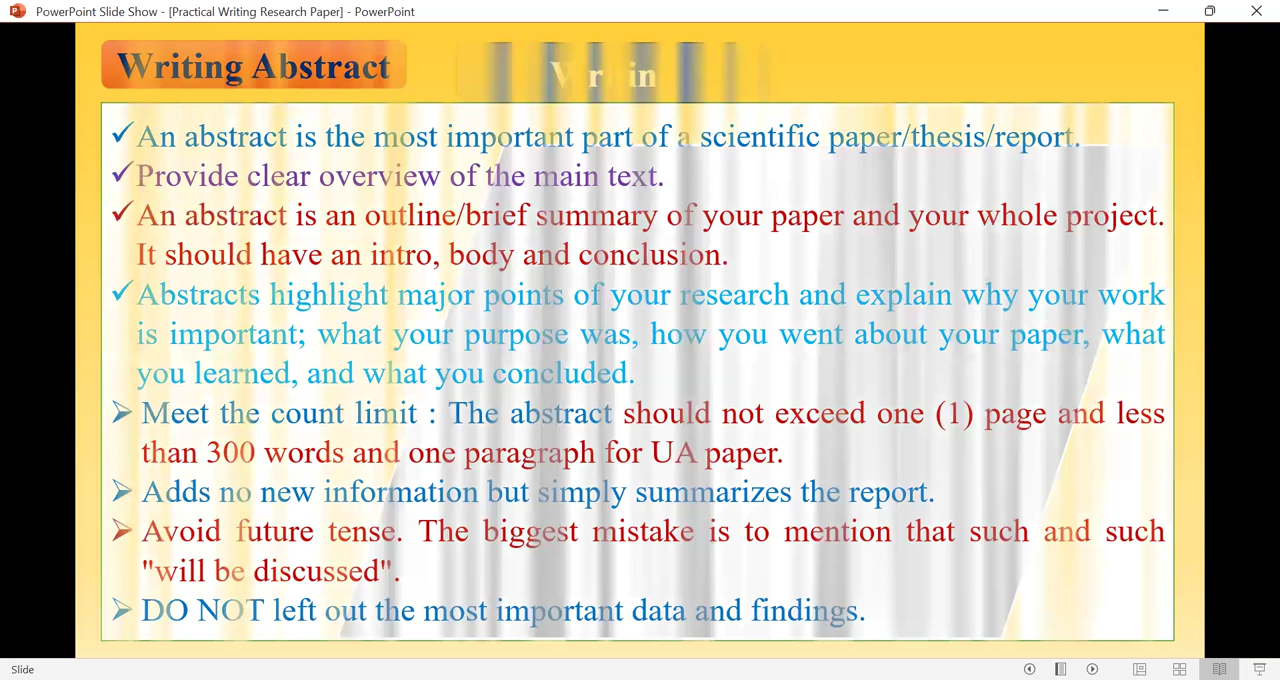 PowerPoint Slide Show - [Practical Writing Research Paper] - PowerPoint
Writing Abstract
An abstract is the most important part of a scientific paper/thesis/report.
Provide clear overview of the main text.
An abstract is an outline/brief summary of your paper and your whole project.
It should have an intro, body and conclusion.
Abstracts highlight major points of your research and explain why your work
is important; what your purpose was, how you went about your paper, what
you learned, and what you concluded.
Meet the count limit : The abstract should not exceed one (1) page and less
than 300 words and one paragraph for UA paper.
Adds no new information but simply summarizes the report.
Avoid future tense. The biggest mistake is to mention that such and such
"will be discussed".
DO NOT left out the most important data and findings.
Slide